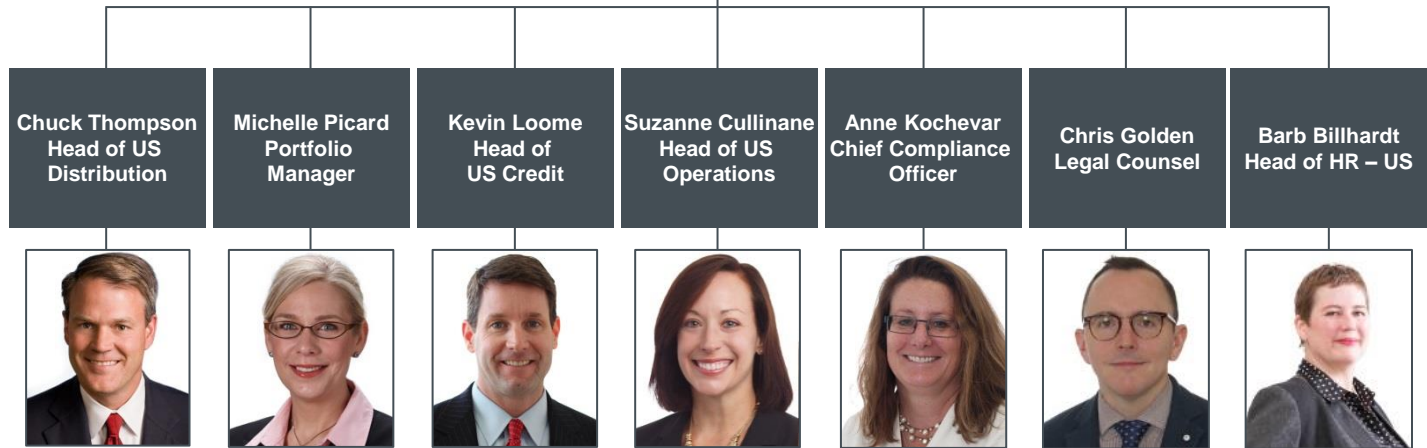 Chuck Thompson
Head of US
Distribution
Michelle Picard
Portfolio
Manager
Kevin Loome
Head of
US Credit
Suzanne Cullinane
Head of US
Operations
Anne Kochevar
Chief Compliance
Officer
Chris Golden
Legal Counsel
Barb Billhardt
Head of HR – US